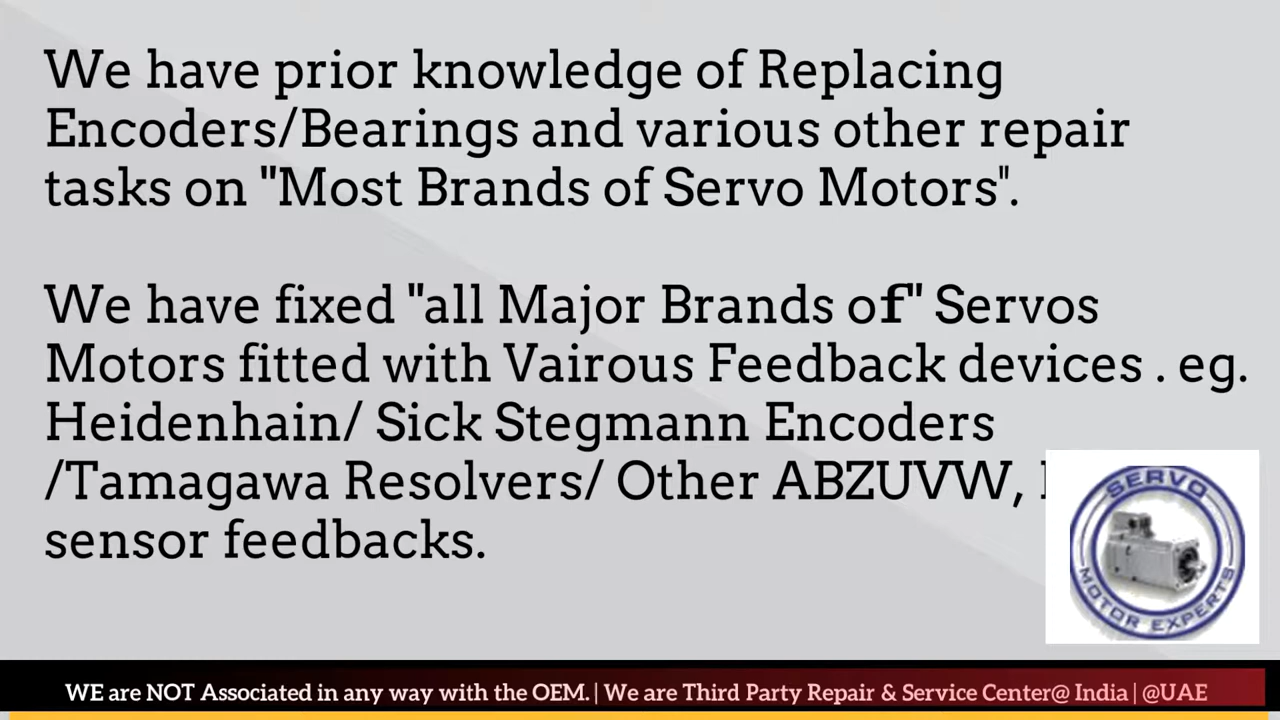 We have prior knowledge of Replacing
Encoders/Bearings and various other repair
tasks on "Most Brands of Servo Motors".
We have fixed "all Major Brands of" Servos
Motors fitted with Vairous Feedback devices . eg.
Heidenhain/ Sick Stegmann Encoders
/Tamagawa Resolvers/ Other ABZUVW,
sensor feedbacks.
SERVO
MOTOR EXPERTS
WE are NOT Associated in any way with the OEM. | We are Third Party Repair & Service Center@ India | @UAE